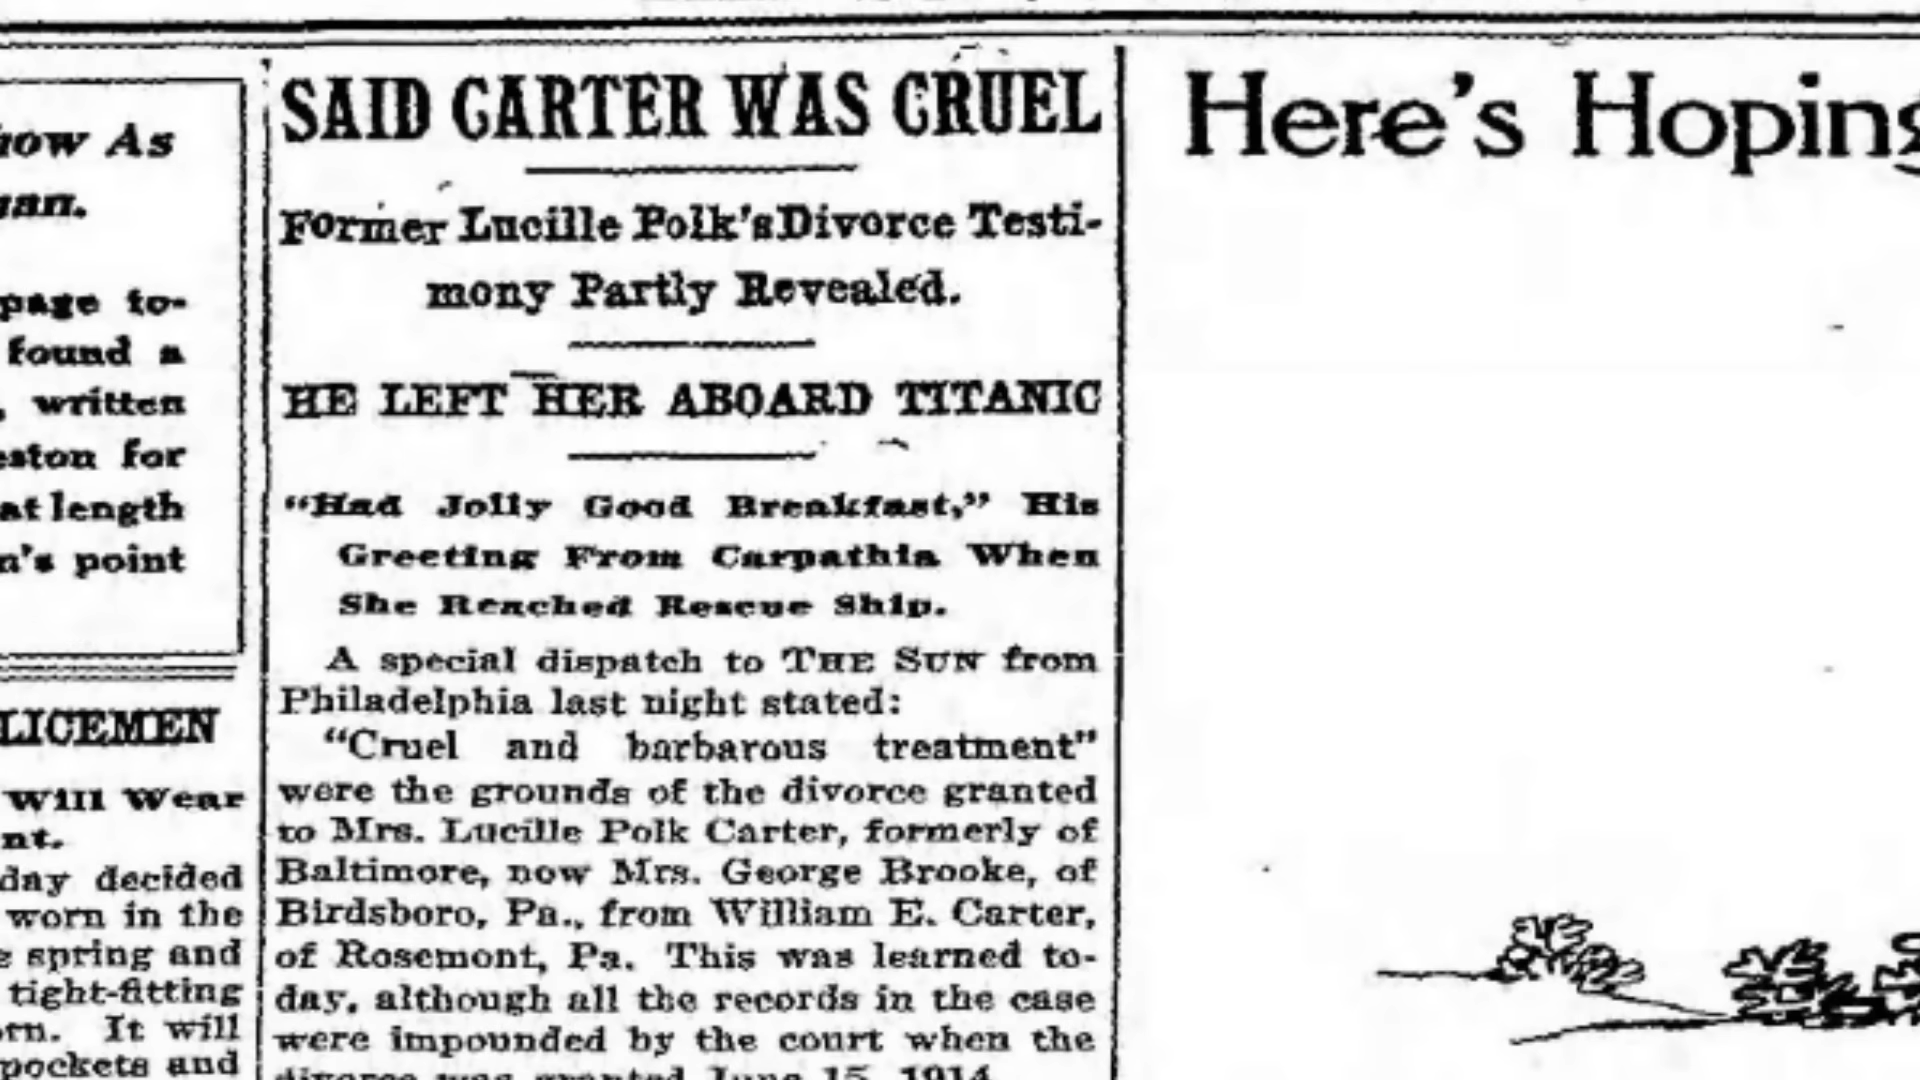 how As
gan.
page to-
found a
, written
eston for
at length
n's point
LICEMEN
Will Wear
nt.
day decided
worn in the
e spring and
tight-fitting
rn. It will
pockets and
SAID CARTER WAS CRUEL
Former Lucille Polk's Divorce Testi-
mony Partly Revealed.
HE LEFT HER ABOARD TITANIC
"Had Jolly Good Breakfast," His
Greeting From Carpathia When
She Reached Rescue Ship.
A special dispatch to THE SUN from
Philadelphia last night stated:
"Cruel and barbarous treatment"
were the grounds of the divorce granted
to Mrs. Lucille Polk Carter, formerly of
Baltimore, now Mrs. George Brooke, of
Birdsboro, Pa., from William E. Carter,
of Rosemont, Pa. This was learned to-
day, although all the records in the case
were impounded by the court when the
divorce was granted June 15, 1914
Here's Hoping